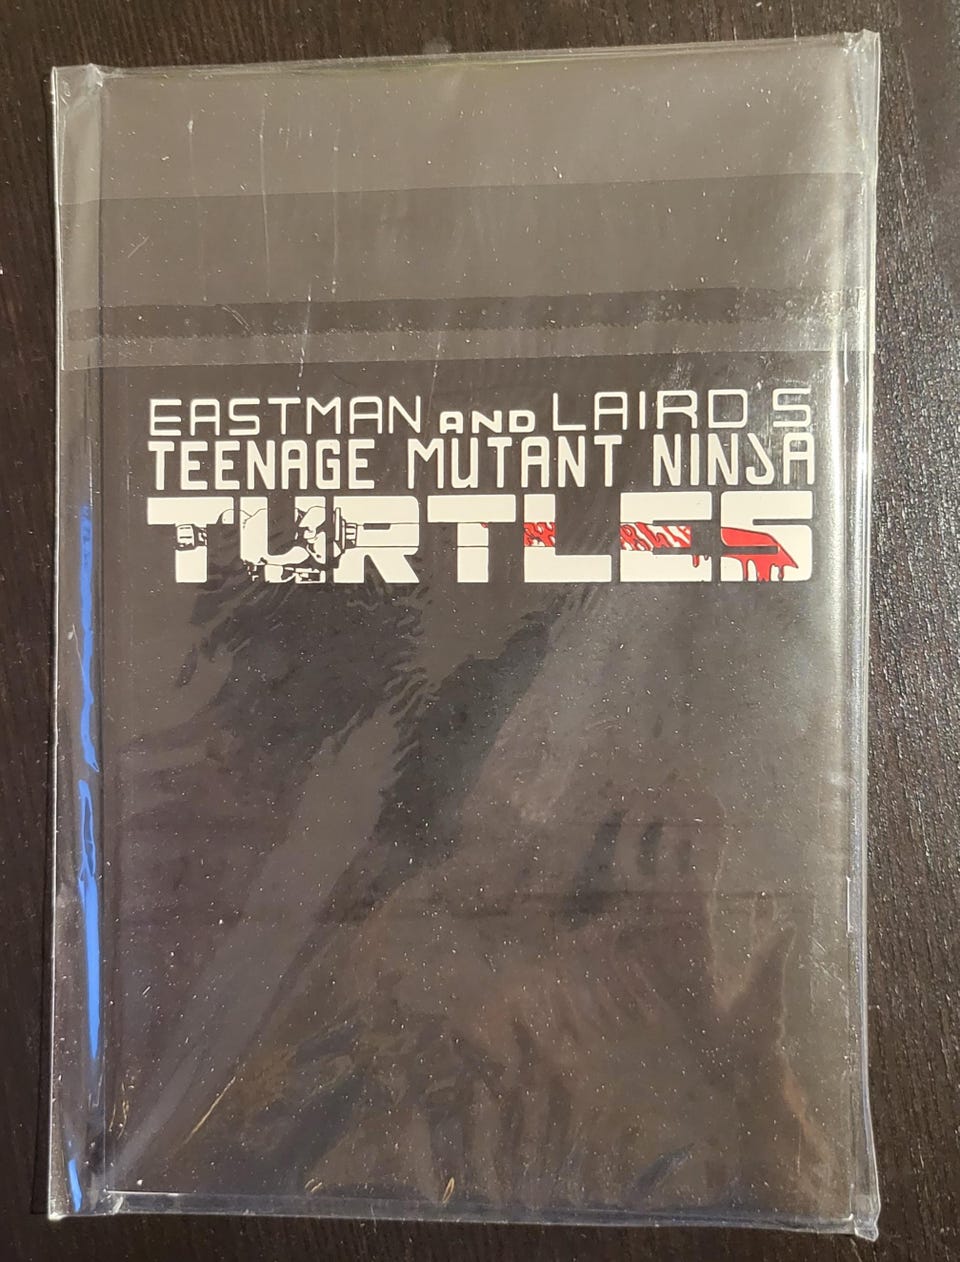 EASTMAN AND LAIRD S
TEENAGE MUTANT NINJA
TURTLES